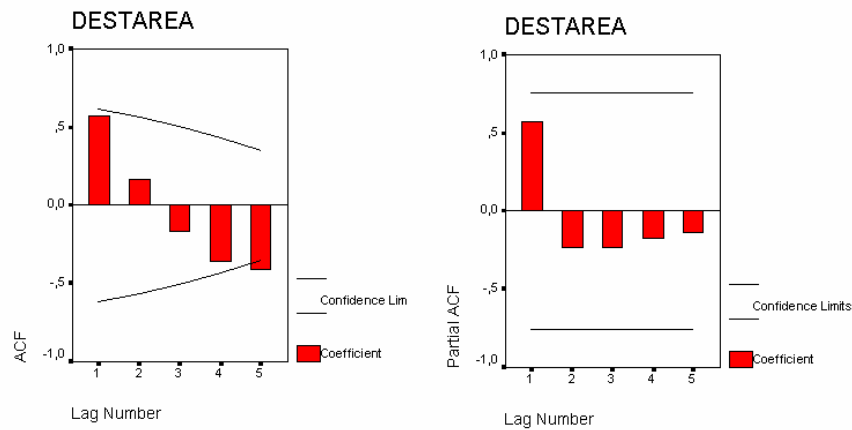 DESTAREA
1,0
,5
0,0
-,5
-1,0
ACF
1 2 3 4 5
Lag Number
Confidence Lim
Coefficient
DESTAREA
1,0
,5
0,0
-,5
-1,0
Partial ACF
1 2 3 4 5
Lag Number
Confidence Limits
Coefficient